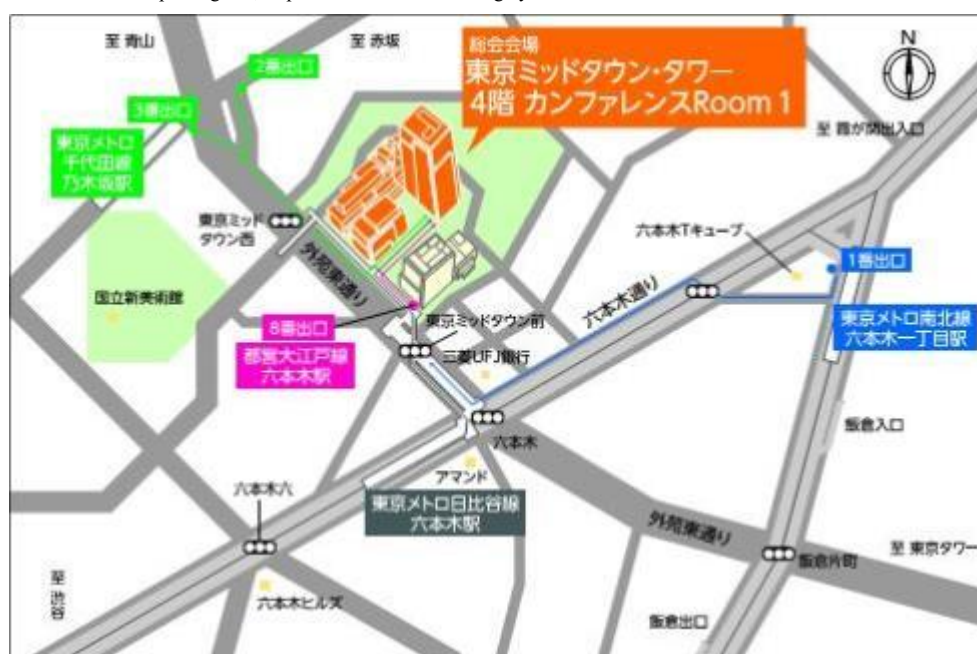 至 青山
至 赤坂
総会会場
東京ミッドタウン・タワー
4階 カンファレンスRoom 1
N
2番出口
3番出口
東京メトロ
千代田線
乃木坂駅
至 霞が関出入口
東京ミッド
タウン西
外苑東通り
六本木Tキューブ
1番出口
国立新美術館
六本木通り
8番出口
東京ミッドタウン前
東京メトロ南北線
六本木一丁目駅
都営大江戸線
六本木駅
三菱UFJ銀行
飯倉入口
六本木
アマンド
六本木六
東京メトロ日比谷線
六本木駅
外苑東通り
至 東京タワー
飯倉片町
至 渋谷
六本木ヒルズ
飯倉出口